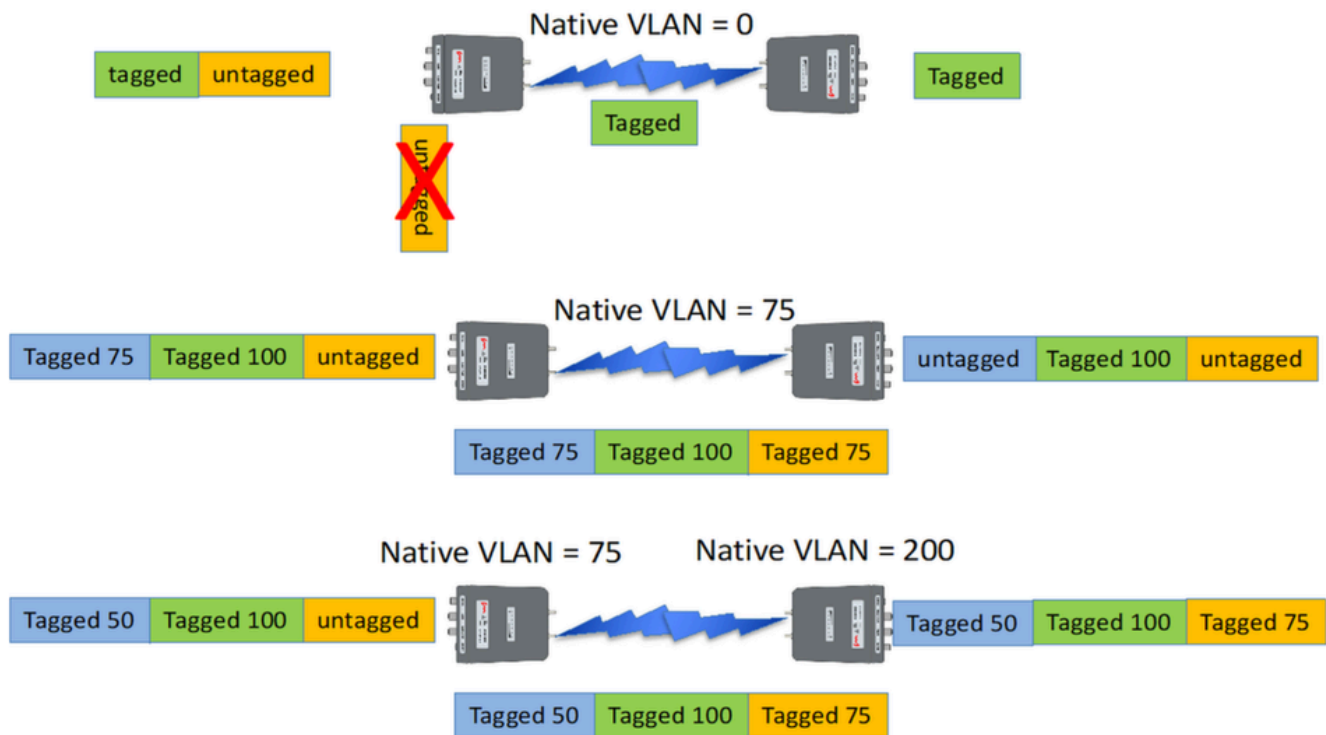 Native VLAN = 0
tagged untagged
Tagged
Tagged
untagged
Native VLAN = 75
Tagged 75 Tagged 100 untagged
untagged Tagged 100 untagged
Tagged 75 Tagged 100 Tagged 75
Native VLAN = 75
Native VLAN = 200
Tagged 50 Tagged 100 untagged
Tagged 50 Tagged 100 Tagged 75
Tagged 50 Tagged 100 Tagged 75